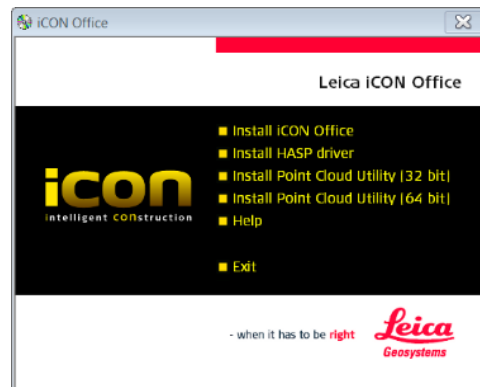 iCON Office
Leica iCON Office
Install iCON Office
Install HASP driver
Install Point Cloud Utility (32 bit)
Install Point Cloud Utility (64 bit)
Help
Exit
icon
intelligent CONstruction
- when it has to be right
Leica
Geosystems